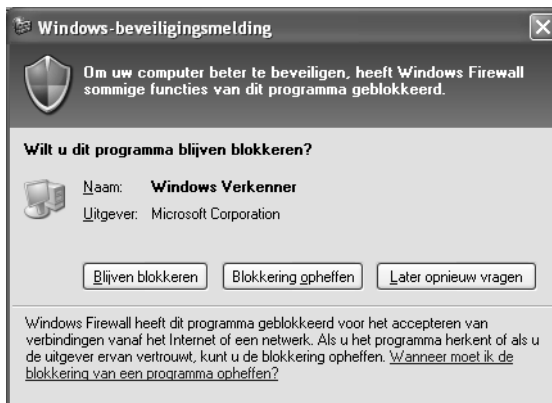 Windows-beveiligingsmelding
Om uw computer beter te beveiligen, heeft Windows Firewall
sommige functies van dit programma geblokkeerd.
Wilt u dit programma blijven blokkeren?
Naam: Windows Verkenner
Uitgever: Microsoft Corporation
Blijven blokkeren Blokkering opheffen Later opnieuw vragen
Windows Firewall heeft dit programma geblokkeerd voor het accepteren van
verbindingen vanaf het Internet of een netwerk. Als u het programma herkent of als u
de uitgever ervan vertrouwt, kunt u de blokkering opheffen. Wanneer moet ik de
blokkering van een programma opheffen?